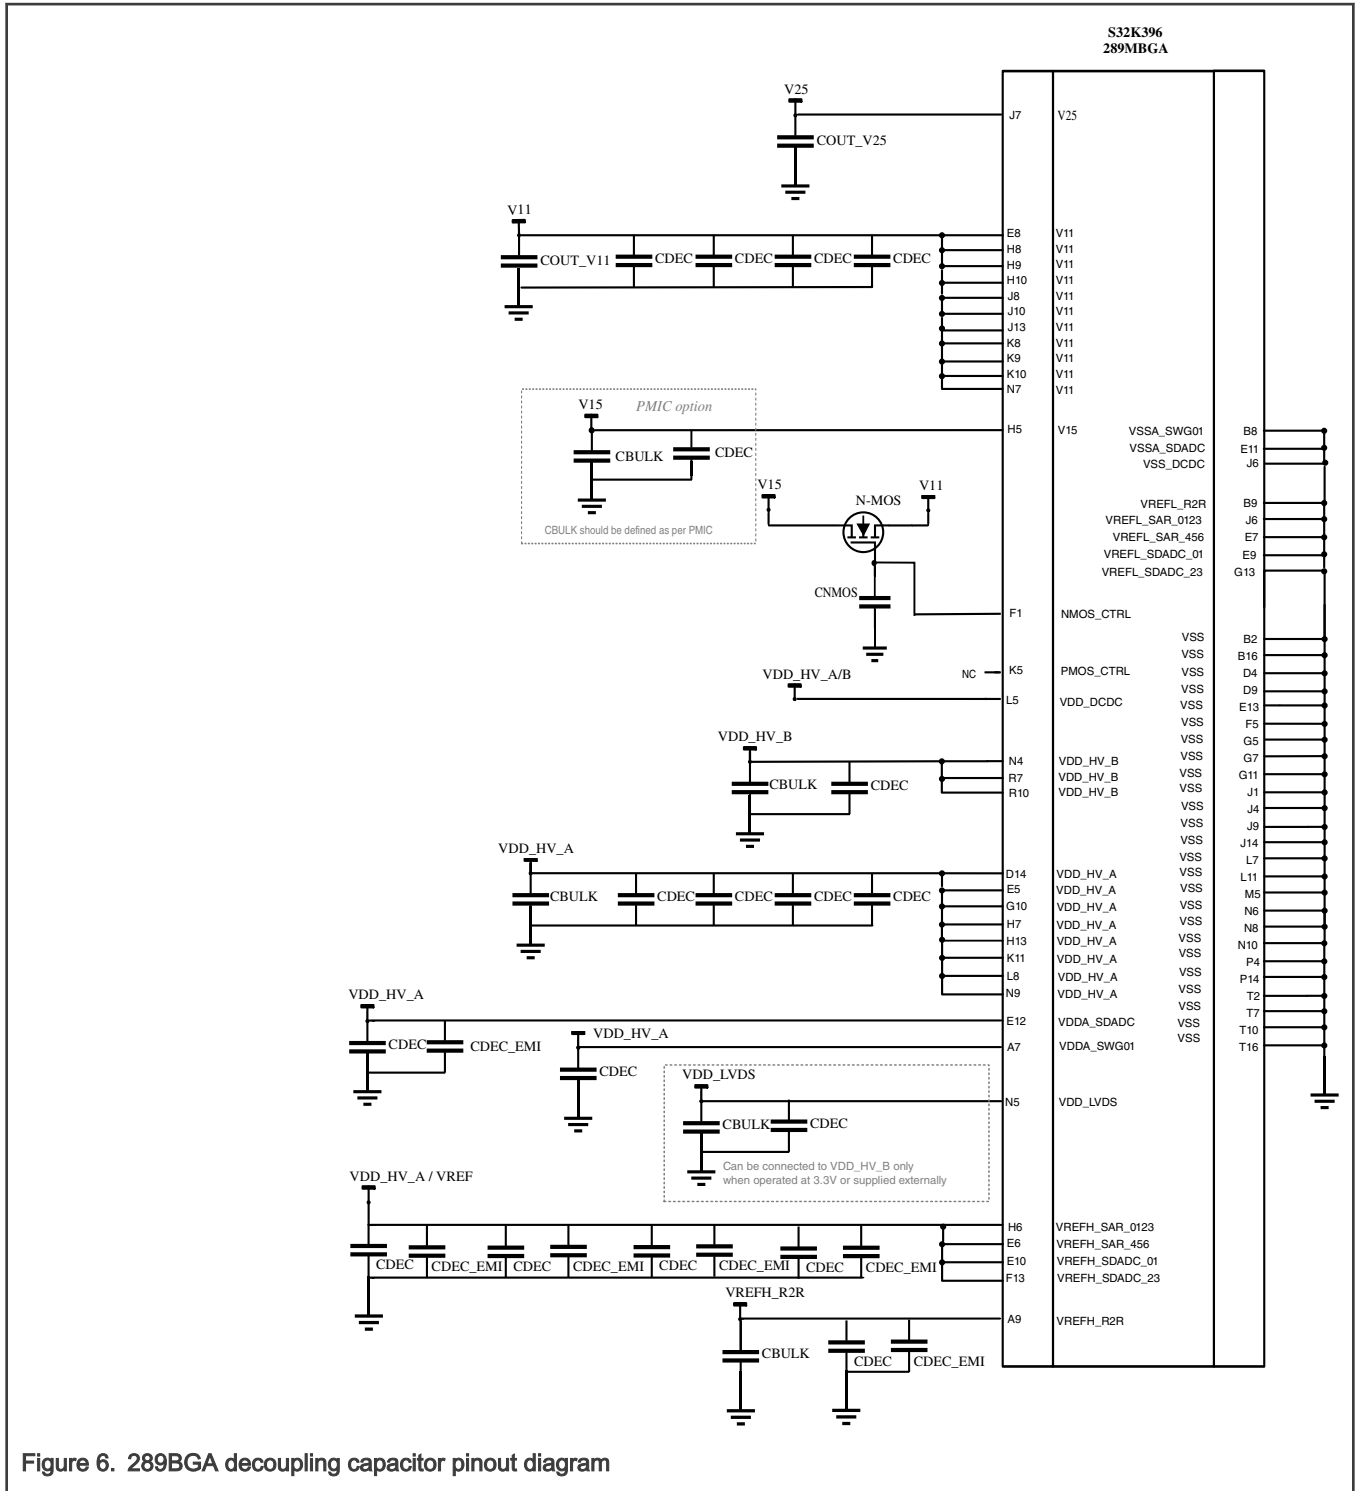 S32K396
289MBGA
V25
J7 V25
COUT_V25
V11
COUT_V11 CDEC CDEC CDEC CDEC
E8 V11
H8 V11
H9 V11
H10 V11
J8 V11
J10 V11
J13 V11
K8 V11
K9 V11
K10 V11
N7 V11
V15 PMIC option
H5 V15
CBULK CDEC
CBULK should be defined as per PMIC
VSSA_SWG01 B8
VSSA_SDADC E11
VSS_DCDC J6
V15 N-MOS V11
VREFL_R2R B9
VREFL_SAR_0123 J6
VREFL_SAR_456 E7
VREFL_SDADC_01 E9
VREFL_SDADC_23 G13
CNMOS
F1 NMOS_CTRL
NC K5 PMOS_CTRL
VDD_HV_A/B
L5 VDD_DCDC
VSS B2
VSS B16
VSS D4
VSS D9
VSS E13
VSS F5
VSS G5
VSS G7
VSS G11
VSS J1
VSS J4
VSS J9
VSS J14
VSS L7
VSS L11
VSS M5
VSS N6
VSS N8
VSS N10
VSS P4
VSS P14
VSS T2
VSS T7
VSS T10
VSS T16
VDD_HV_B
CBULK CDEC
N4 VDD_HV_B
R7 VDD_HV_B
R10 VDD_HV_B
VDD_HV_A
CBULK CDEC CDEC CDEC CDEC
D14 VDD_HV_A
E5 VDD_HV_A
G10 VDD_HV_A
H7 VDD_HV_A
H13 VDD_HV_A
K11 VDD_HV_A
L8 VDD_HV_A
N9 VDD_HV_A
VDD_HV_A
CDEC CDEC_EMI
E12 VDDA_SDADC
VDD_HV_A
CDEC
A7 VDDA_SWG01
VDD_LVDS
CBULK CDEC
N5 VDD_LVDS
Can be connected to VDD_HV_B only
when operated at 3.3V or supplied externally
VDD_HV_A / VREF
CDEC CDEC_EMI CDEC CDEC_EMI CDEC CDEC_EMI CDEC CDEC_EMI
H6 VREFH_SAR_0123
E6 VREFH_SAR_456
E10 VREFH_SDADC_01
F13 VREFH_SDADC_23
VREFH_R2R
CBULK CDEC CDEC_EMI
A9 VREFH_R2R
Figure 6. 289BGA decoupling capacitor pinout diagram